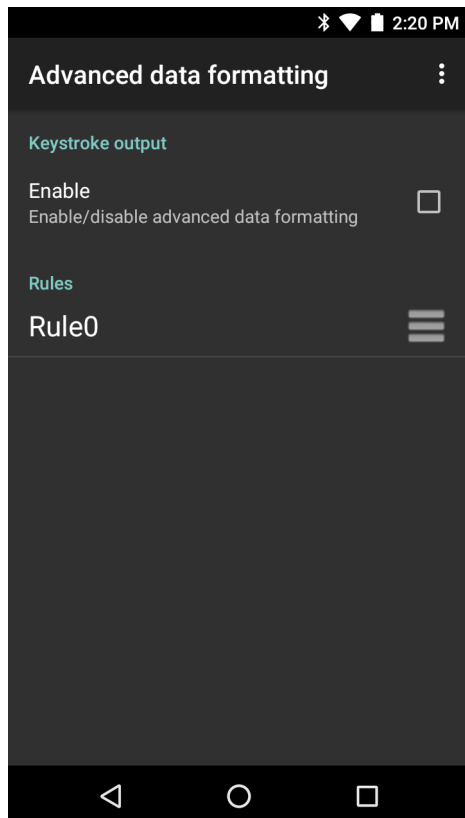 2:20 PM
Advanced data formatting
Keystroke output
Enable
Enable/disable advanced data formatting
Rules
Rule0